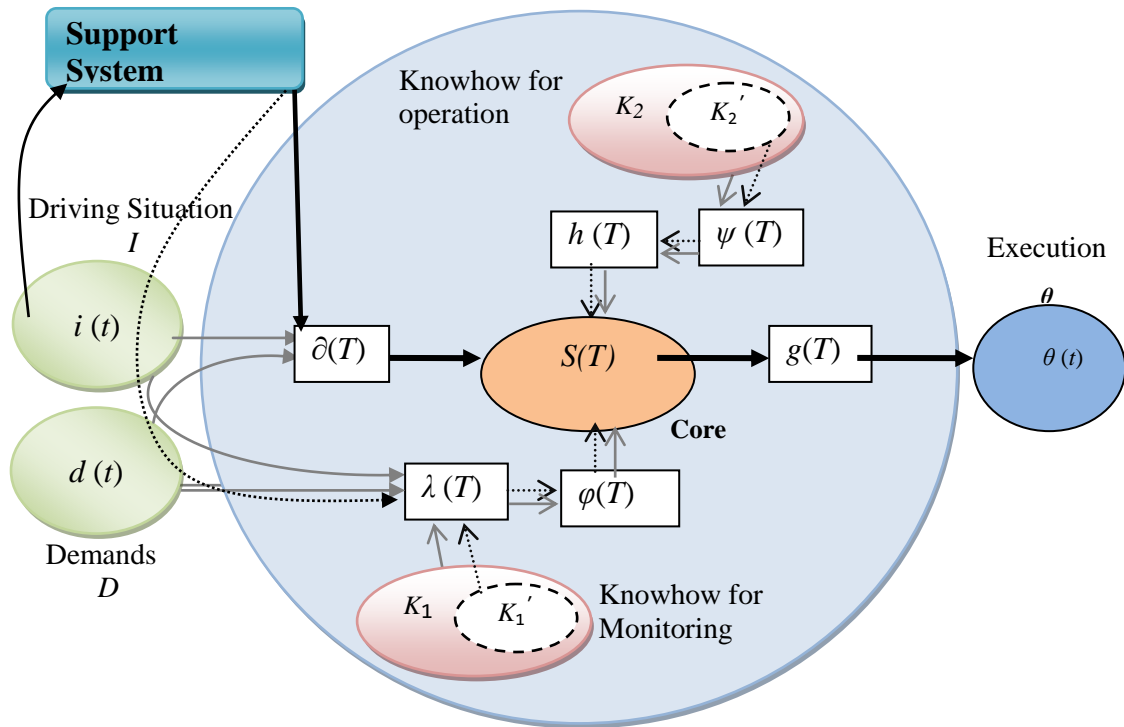 Support
System
Knowhow for
operation
K₂
K₂′
Driving Situation
I
h (T)
ψ (T)
Execution
θ
i (t)
∂(T)
S(T)
g(T)
θ (t)
Core
d (t)
λ (T)
φ(T)
Demands
D
K₁
K₁′
Knowhow for
Monitoring